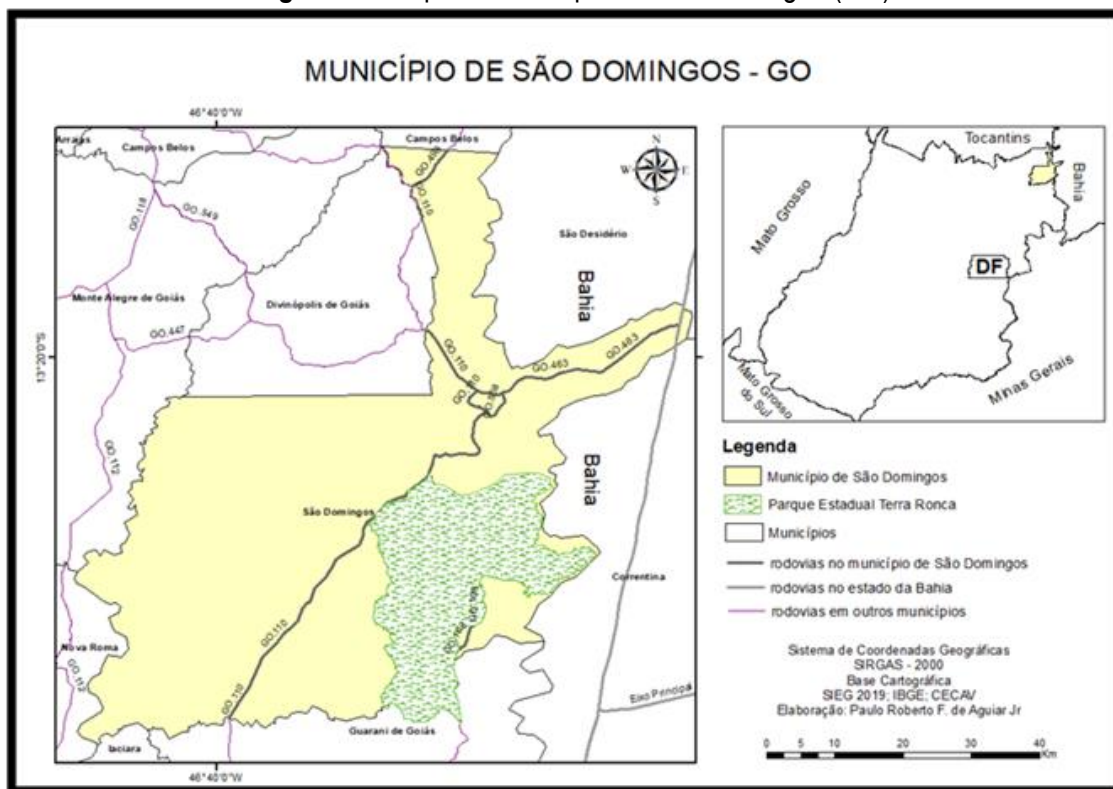 MUNICÍPIO DE SÃO DOMINGOS - GO
46°40'0"W
Arraias
Campos Belos
Campos Belos
N
W
E
S
GO.118
GO.110
São Desidério
Bahia
Monte Alegre de Goiás
Divinópolis de Goiás
GO.447
13°20'S
GO.110
GO.463
GO.463
GO.112
Bahia
São Domingos
Correntina
GO.110
Nova Roma
GO.112
GO.110
Eixo Principal
Iaciara
Guarani de Goiás
46°40'0"W
Tocantins
Bahia
Mato Grosso
DF
Minas Gerais
Mato Grosso
do Sul
Legenda
Município de São Domingos
Parque Estadual Terra Ronca
Municípios
rodovias no município de São Domingos
rodovias no estado da Bahia
rodovias em outros municípios
Sistema de Coordenadas Geográficas
SIRGAS - 2000
Base Cartográfica
SIEG 2019; IBGE; CECAV
Elaboração: Paulo Roberto F. de Aguiar Jr
0 5 10 20 30 40
Km